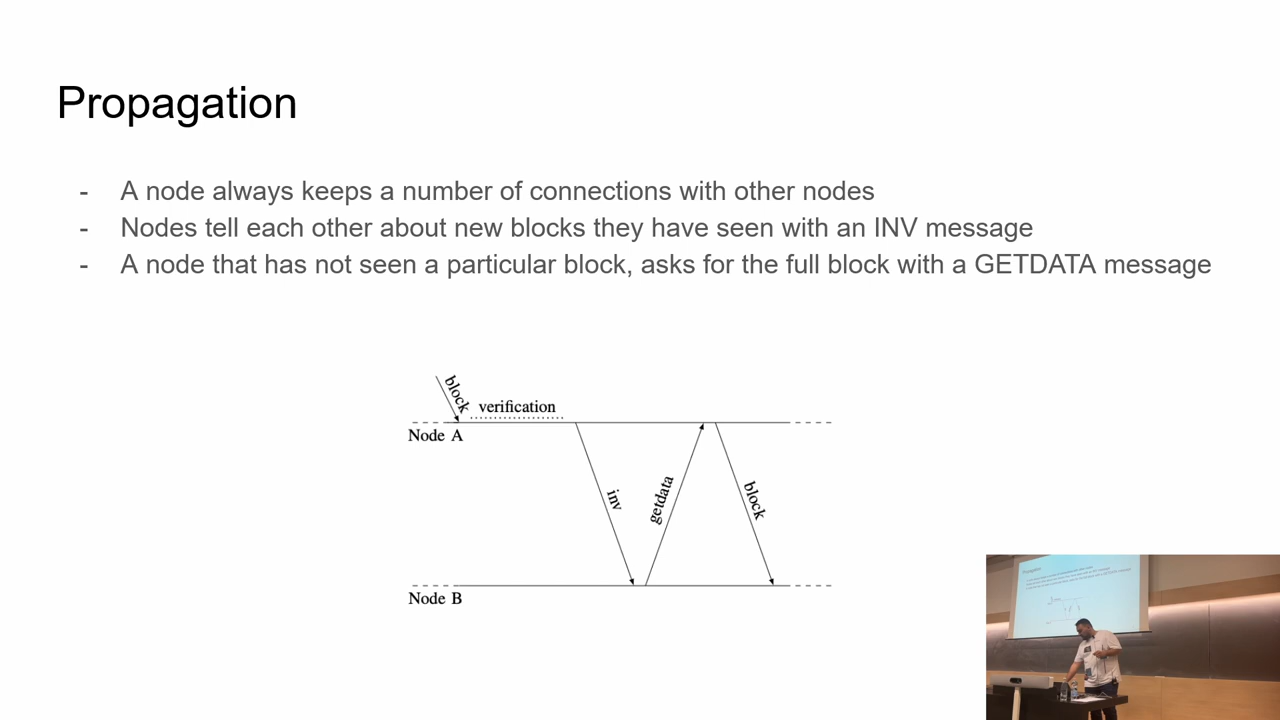 Propagation
- A node always keeps a number of connections with other nodes
- Nodes tell each other about new blocks they have seen with an INV message
- A node that has not seen a particular block, asks for the full block with a GETDATA message
block
verification
Node A
inv
getdata
block
Node B
Propagation